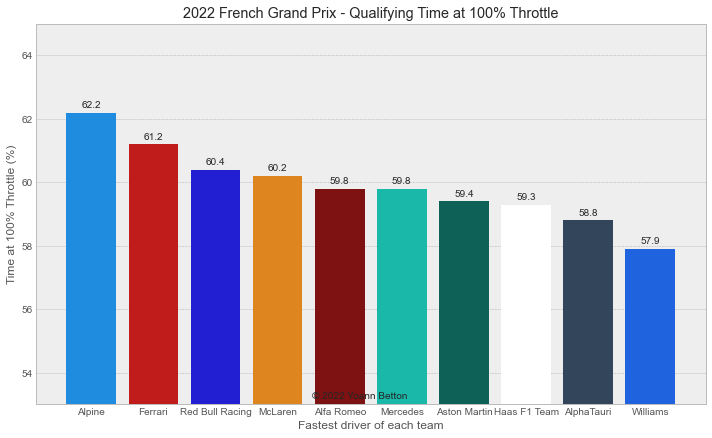 2022 French Grand Prix - Qualifying Time at 100% Throttle
Time at 100% Throttle (%)
64
62
60
58
56
54
62.2
61.2
60.4
60.2
59.8
59.8
59.4
59.3
58.8
57.9
© 2022 Yoann Betton
Alpine
Ferrari
Red Bull Racing
McLaren
Alfa Romeo
Mercedes
Aston Martin
Haas F1 Team
AlphaTauri
Williams
Fastest driver of each team